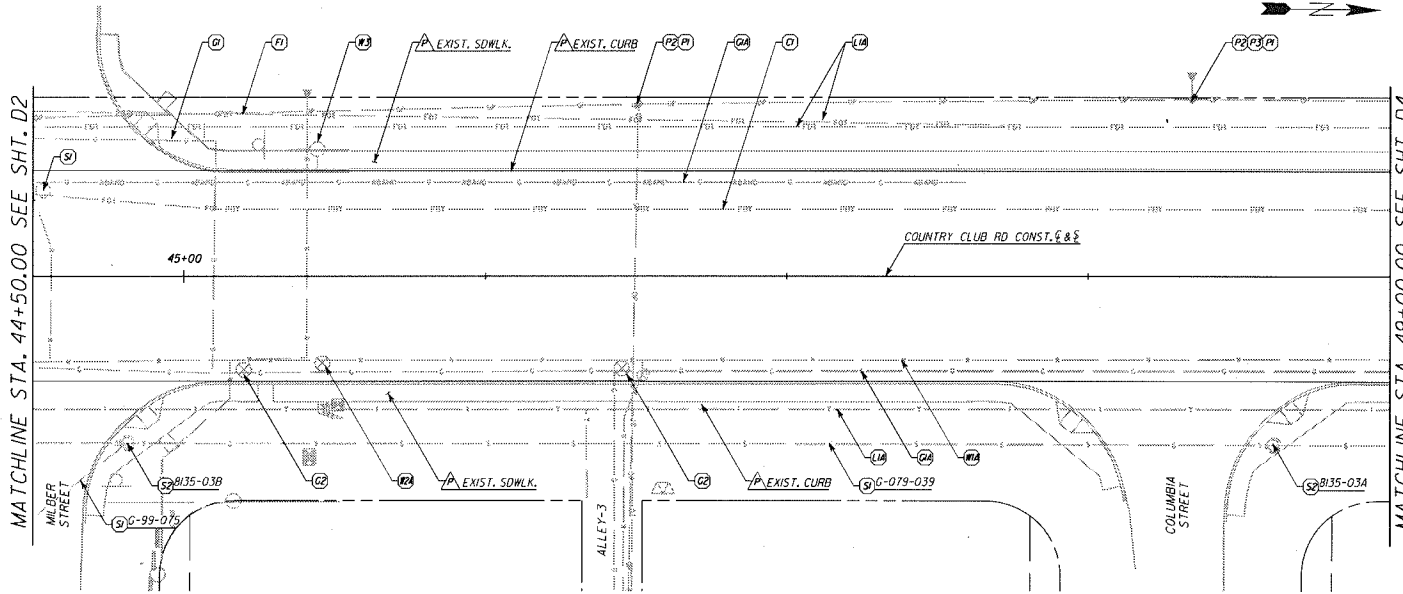 N
G1
F1
W3
P EXIST. SDWLK.
P EXIST. CURB
P2 P1
G1A
C1
L1A
P2 P3 P1
MATCHLINE STA. 44+50.00 SEE SHT. D2
S1
45+00
COUNTRY CLUB RD CONST. ℄ &
MATCHLINE STA. 49+00.00 SEE SHT. D4
MILBER
STREET
S2 8135-03B
S1 G-99-075
G2
P EXIST. SDWLK.
ALLEY-3
G2
P EXIST. CURB
L1A
G1A
W1A
S1 G-079-039
COLUMBIA
STREET
S2 8135-03A